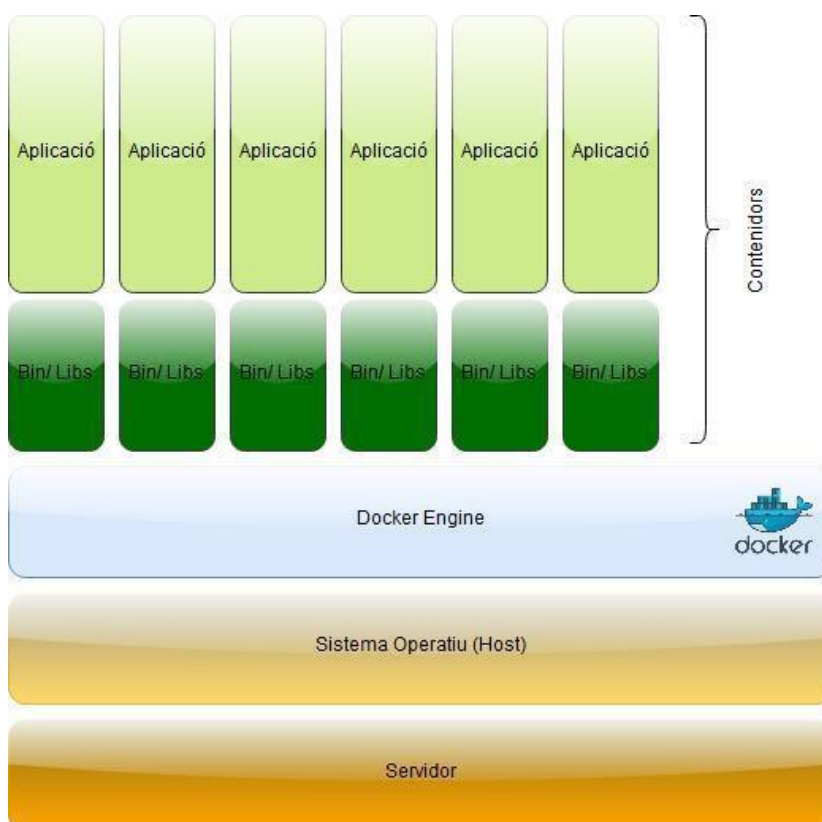 Aplicació Aplicació Aplicació Aplicació Aplicació Aplicació
Contenidors
Bin/ Libs Bin/ Libs Bin/ Libs Bin/ Libs Bin/ Libs Bin/ Libs
Docker Engine
docker
Sistema Operatiu (Host)
Servidor